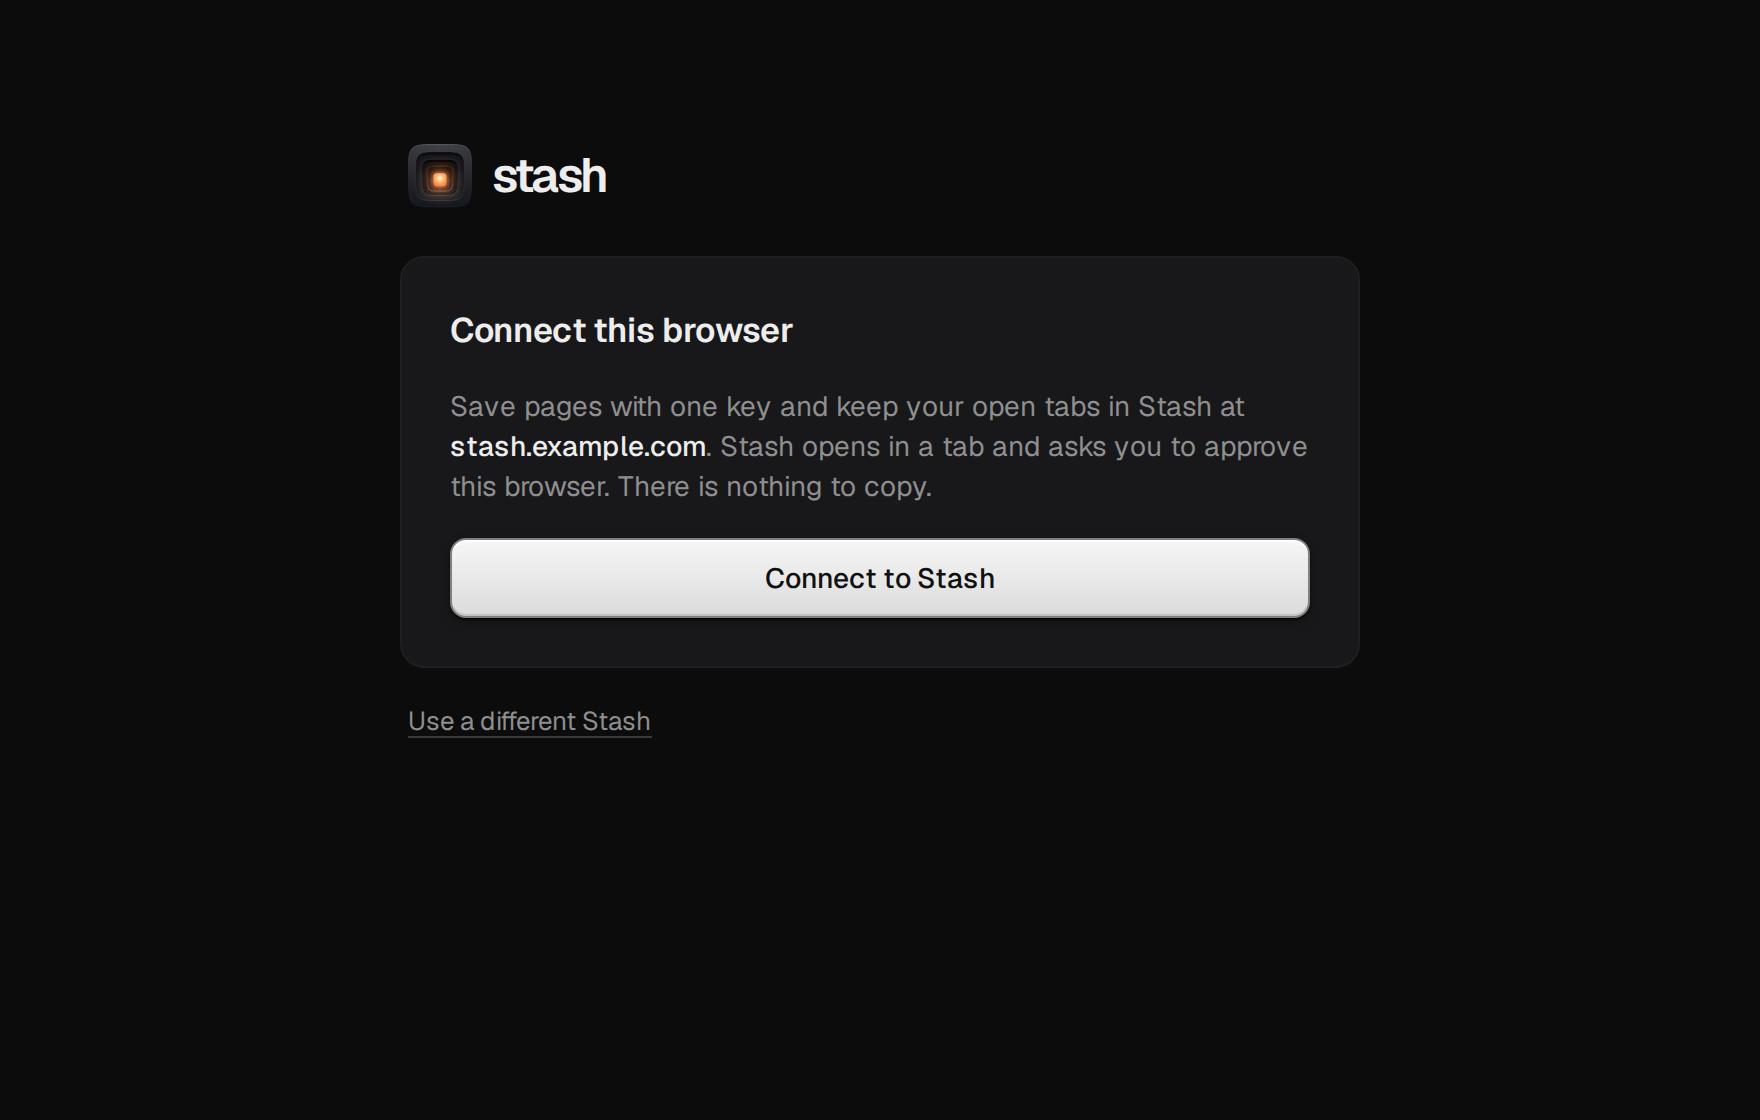 stash
Connect this browser
Save pages with one key and keep your open tabs in Stash at
stash.example.com. Stash opens in a tab and asks you to approve
this browser. There is nothing to copy.
Connect to Stash
Use a different Stash